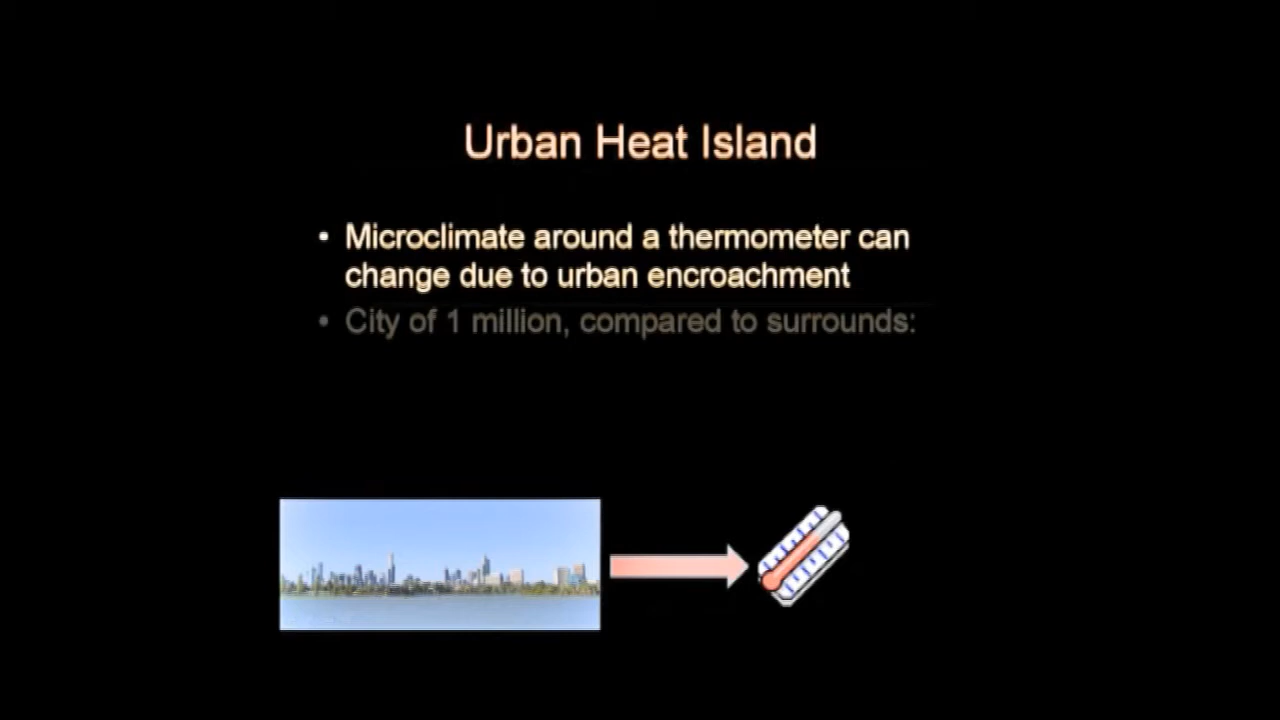 Urban Heat Island
• Microclimate around a thermometer can
change due to urban encroachment
• City of 1 million, compared to surrounds: